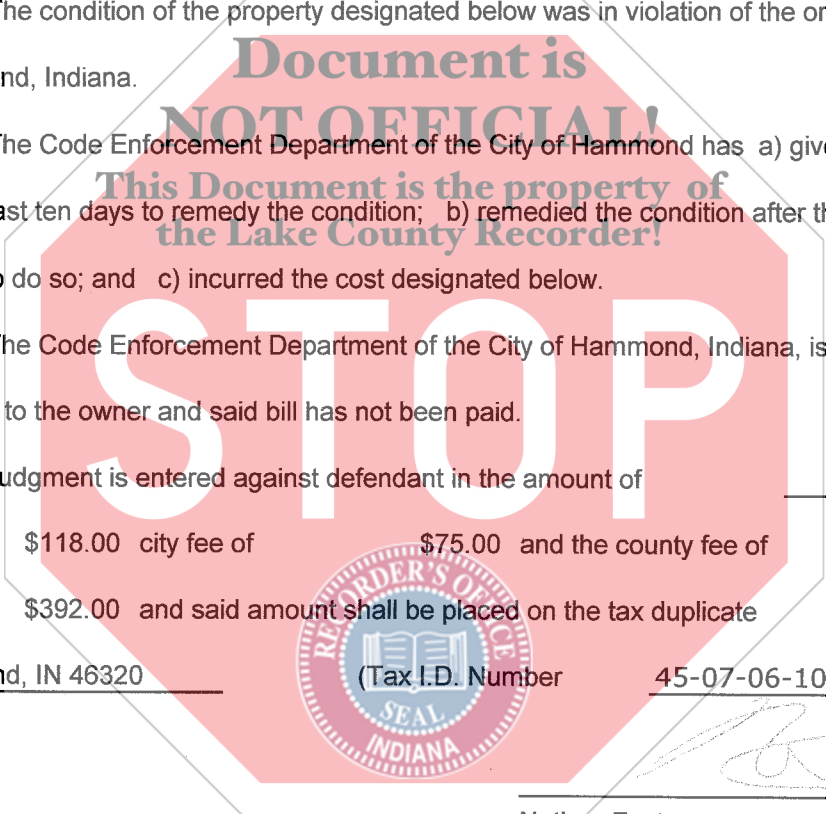 The condition of the property designated below was in violation of the or
Document is
nd, Indiana.
NOT OFFICIAL!
The Code Enforcement Department of the City of Hammond has a) give
This Document is the property of
ast ten days to remedy the condition; b) remedied the condition after th
the Lake County Recorder!
o do so; and c) incurred the cost designated below.
STOP
The Code Enforcement Department of the City of Hammond, Indiana, is
to the owner and said bill has not been paid.
udgment is entered against defendant in the amount of
$118.00 city fee of $75.00 and the county fee of
$392.00 and said amount shall be placed on the tax duplicate
nd, IN 46320 (Tax I.D. Number 45-07-06-10
RECORDER'S OFFICE
SEAL
INDIANA